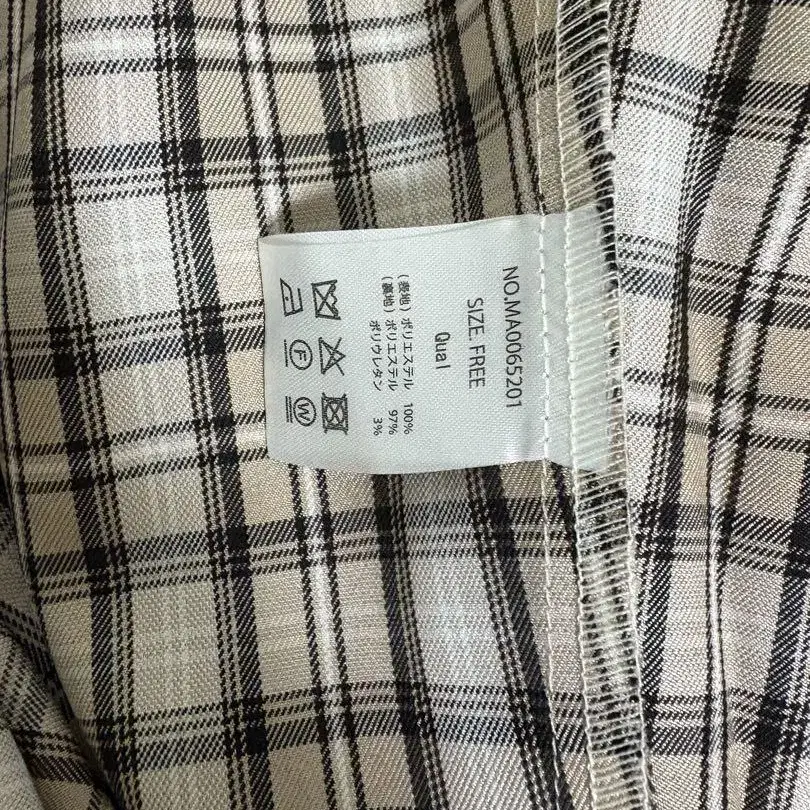 NO.MA0065201
SIZE. FREE
Qual
(表地) ポリエステル 100%
(裏地) ポリエステル 97%
ポリウレタン 3%
F
W